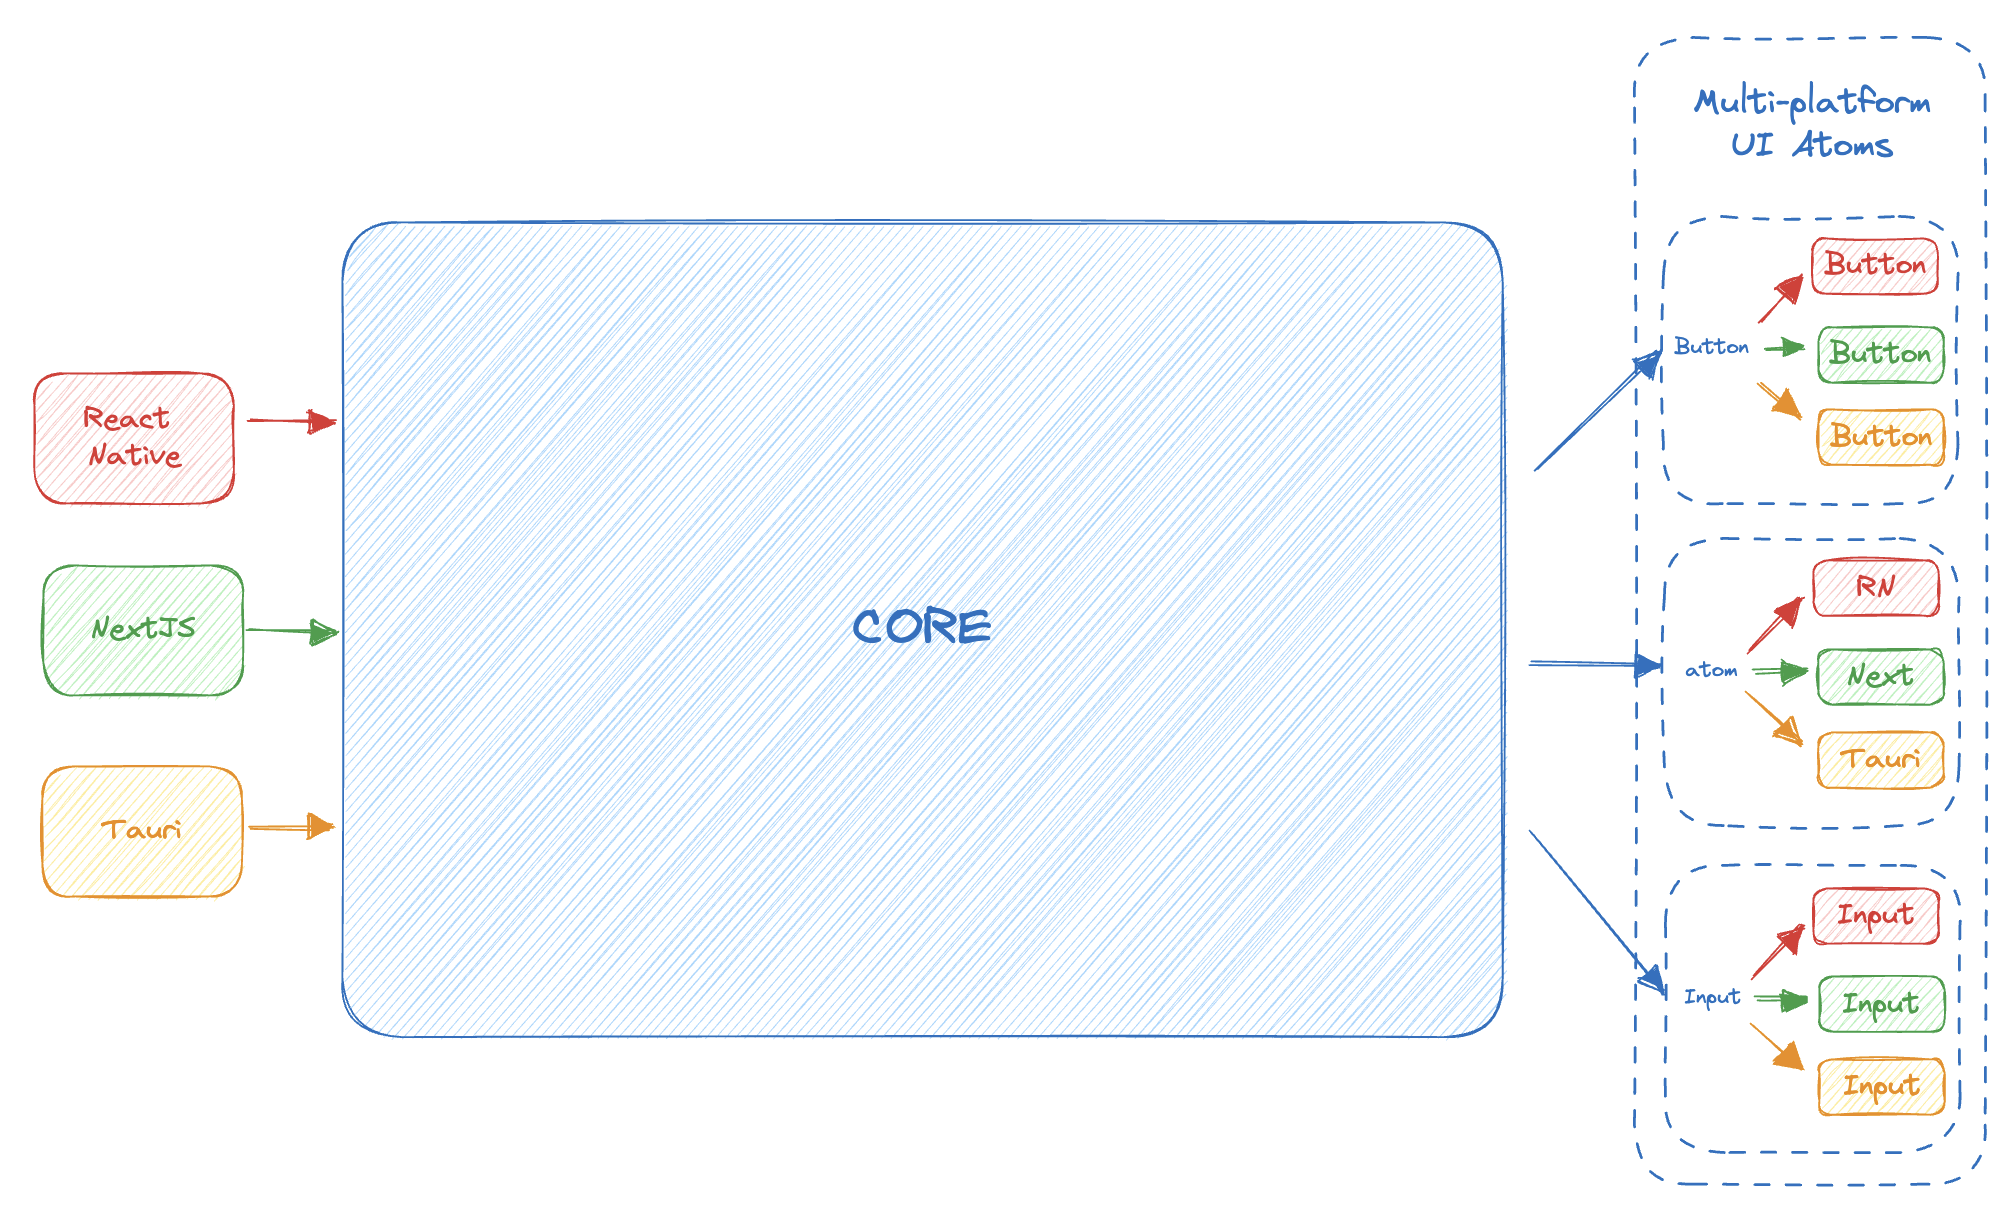 React
Native
NextJS
Tauri
CORE
Multi-platform
UI Atoms
Button
Button
Button
Button
atom
RN
Next
Tauri
Input
Input
Input
Input